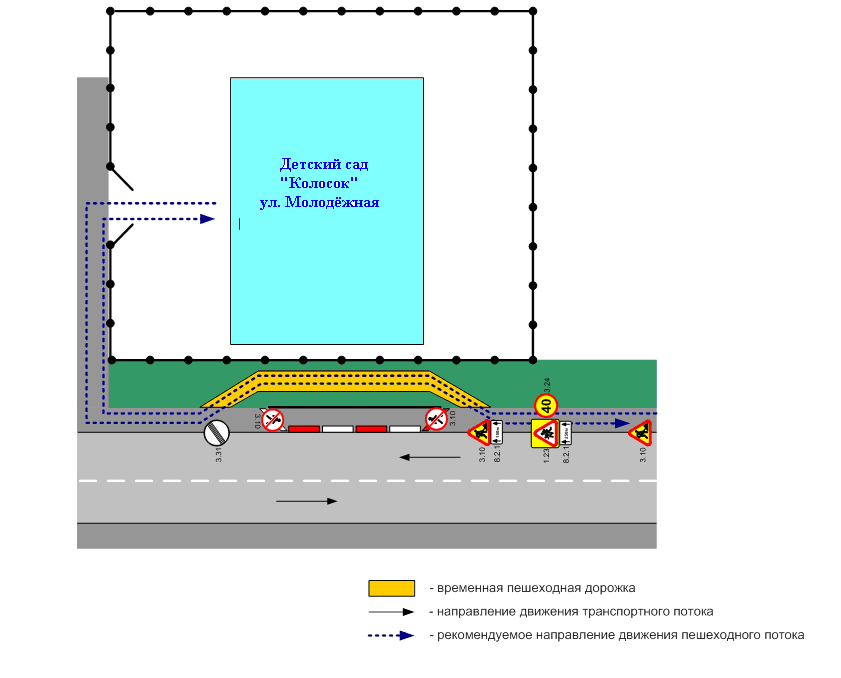 Детский сад
"Колосок"
ул. Молодёжная
3.24
40
3.10
3.10
3.31
3.10
8.2.1
1.23
8.2.1
3.10
- временная пешеходная дорожка
- направление движения транспортного потока
- рекомендуемое направление движения пешеходного потока